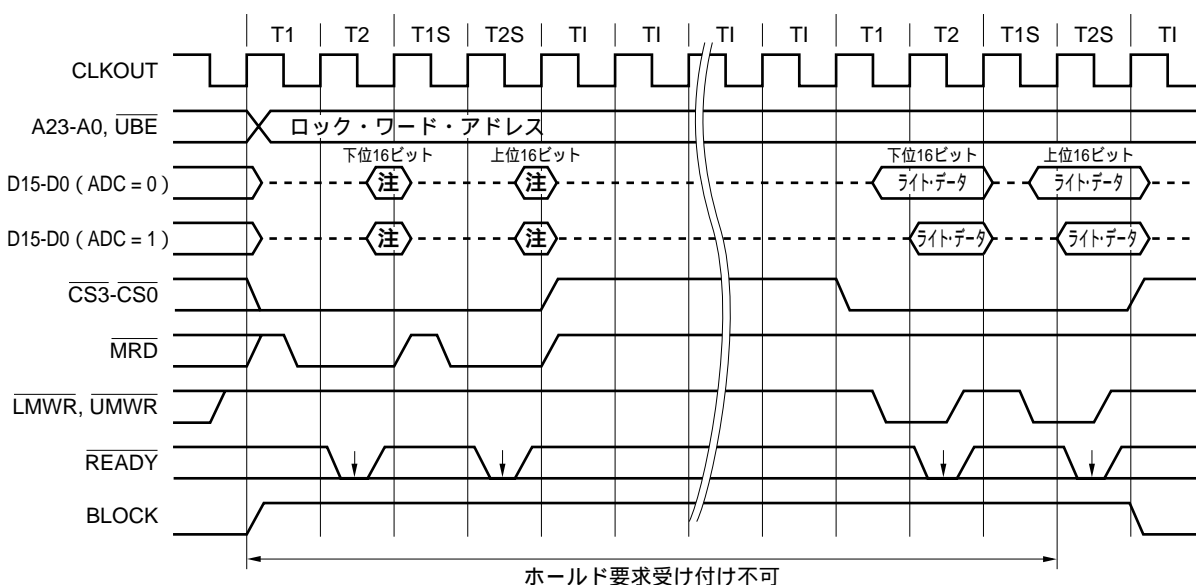 T1 T2 T1S T2S TI TI TI TI T1 T2 T1S T2S TI
CLKOUT
A23-A0, UBE ロック・ワード・アドレス
下位16ビット 上位16ビット 下位16ビット 上位16ビット
D15-D0 ( ADC = 0 ) 注 注 ライト・データ ライト・データ
D15-D0 ( ADC = 1 ) 注 注 ライト・データ ライト・データ
CS3-CS0
MRD
LMWR, UMWR
READY
BLOCK
ホールド要求受け付け不可